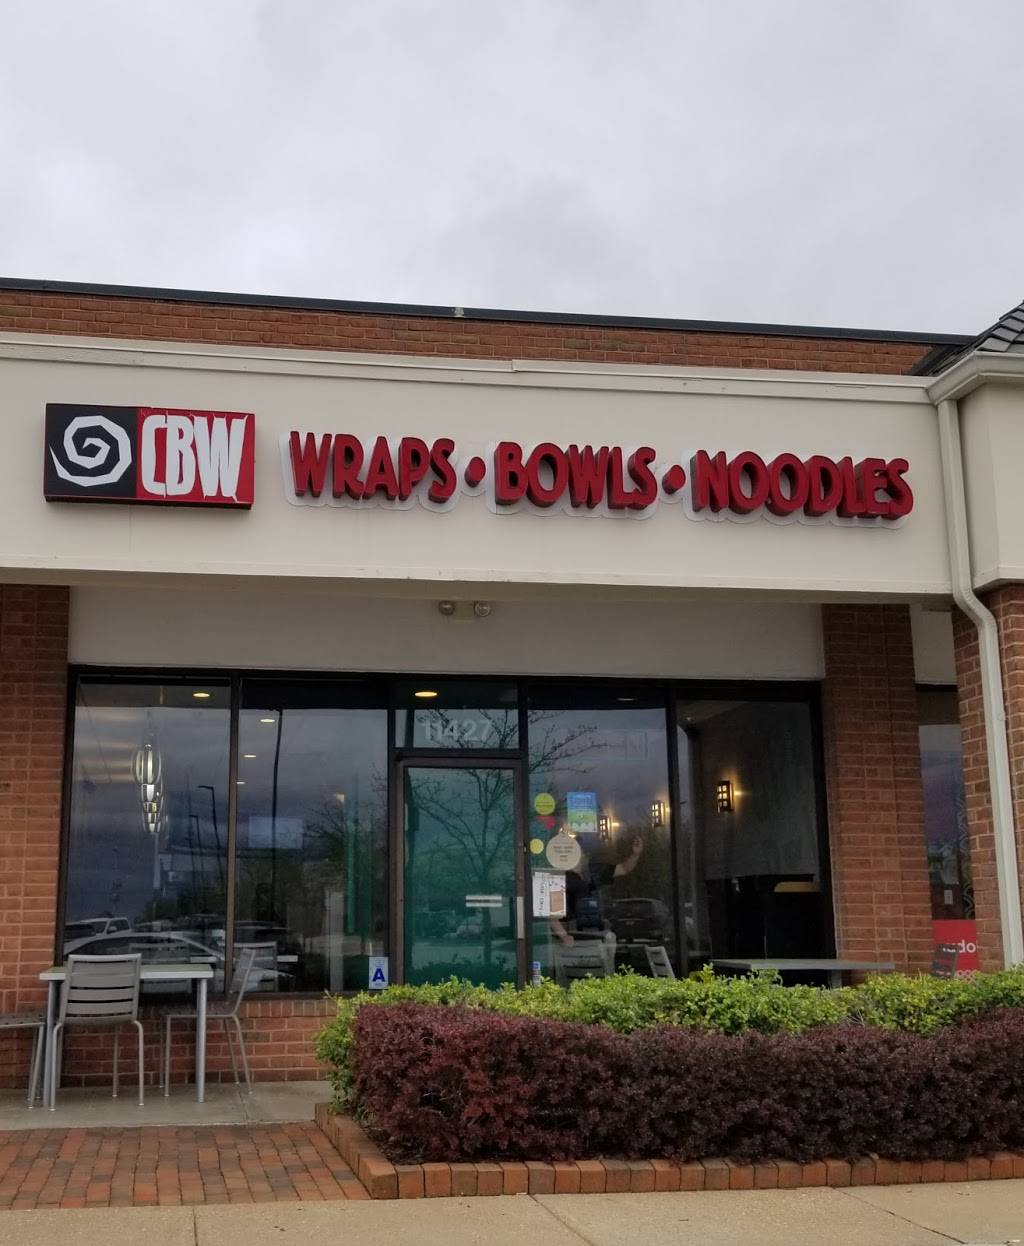 CBW WRAPS • BOWLS • NOODLES
11427
A